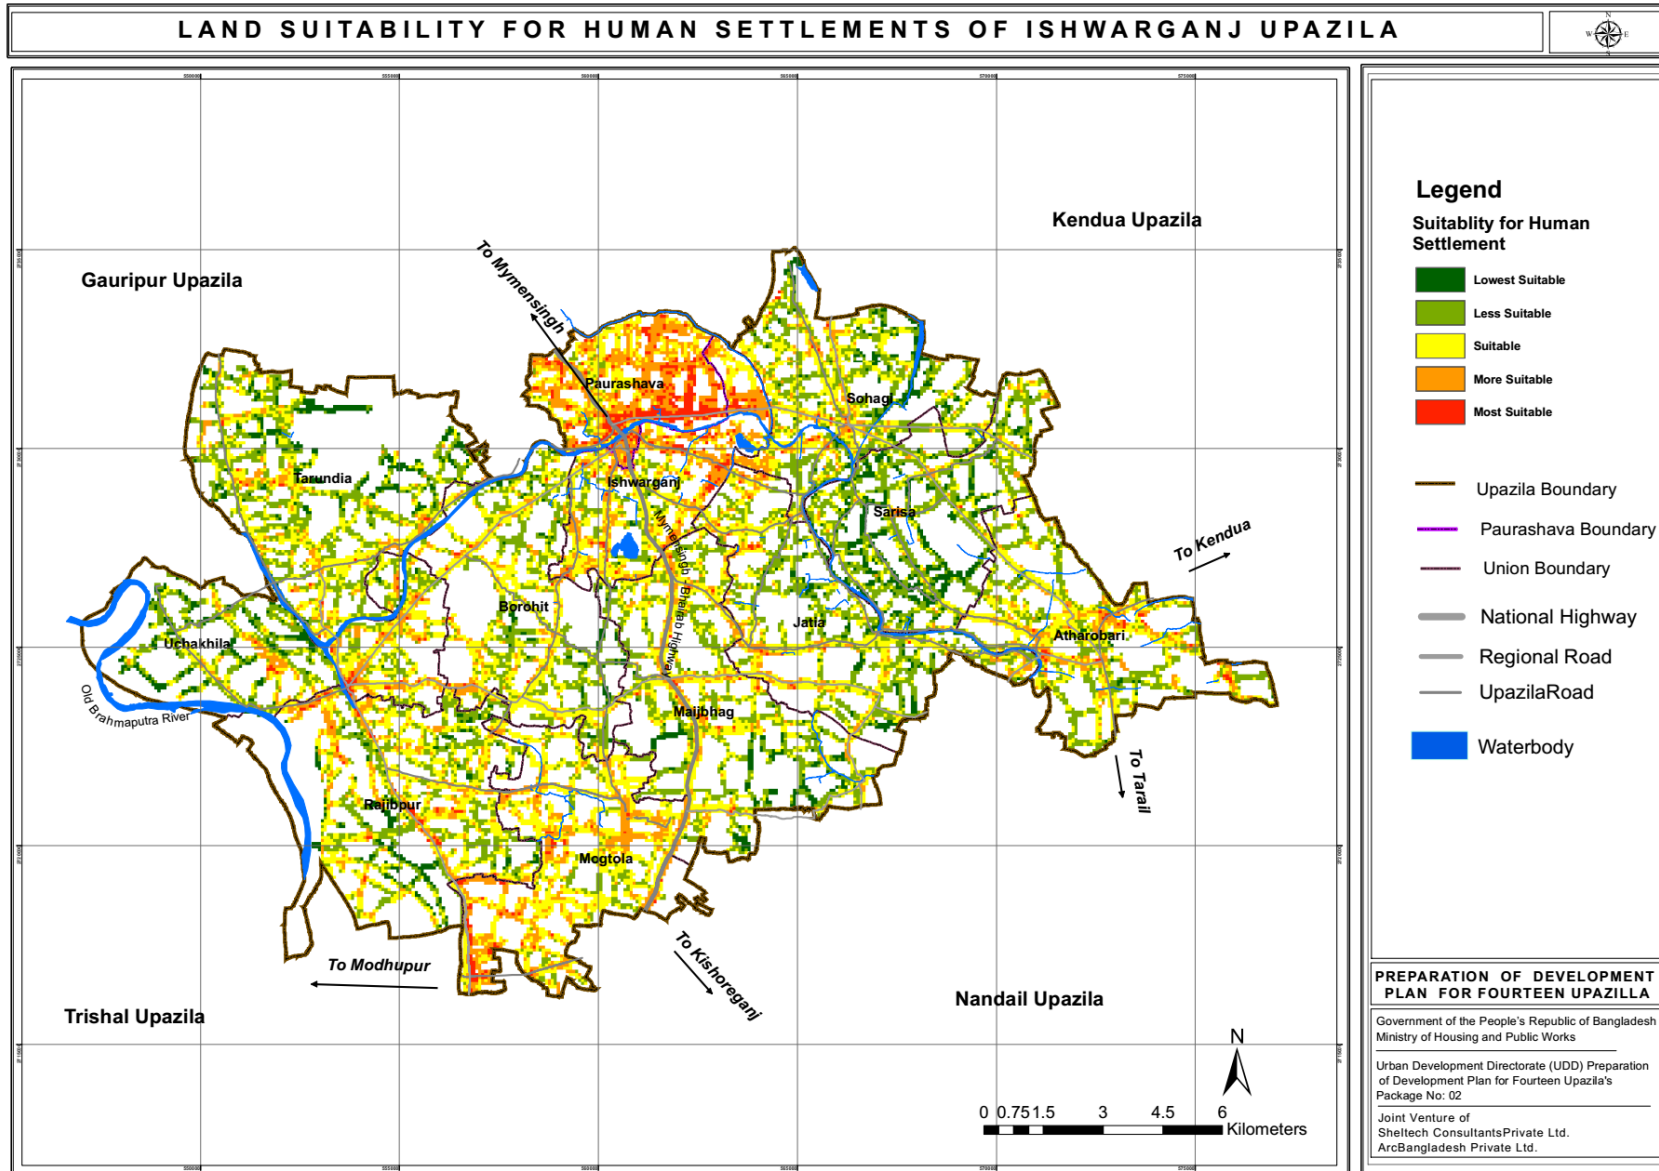 LAND SUITABILITY FOR HUMAN SETTLEMENTS OF ISHWARGANJ UPAZILA
N
W
E
S
Kendua Upazila
Gauripur Upazila
To Mymensingh
Paurashava
Sohagi
Tarundia
Ishwarganj
Sarisa
Mymensingh - Bhairab Highway
To Kendua
Borohit
Jatia
Uchakhila
Atharobari
Old Brahmaputra River
Maijbhag
To Tarail
Rajibpur
Mogtola
To Modhupur
To Kishoreganj
Trishal Upazila
Nandail Upazila
N
0 0.75 1.5 3 4.5 6
Kilometers
Legend
Suitablity for Human
Settlement
Lowest Suitable
Less Suitable
Suitable
More Suitable
Most Suitable
Upazila Boundary
Paurashava Boundary
Union Boundary
National Highway
Regional Road
UpazilaRoad
Waterbody
PREPARATION OF DEVELOPMENT
PLAN FOR FOURTEEN UPAZILLA
Government of the People's Republic of Bangladesh
Ministry of Housing and Public Works
Urban Development Directorate (UDD) Preparation
of Development Plan for Fourteen Upazila's
Package No: 02
Joint Venture of
Sheltech ConsultantsPrivate Ltd.
ArcBangladesh Private Ltd.